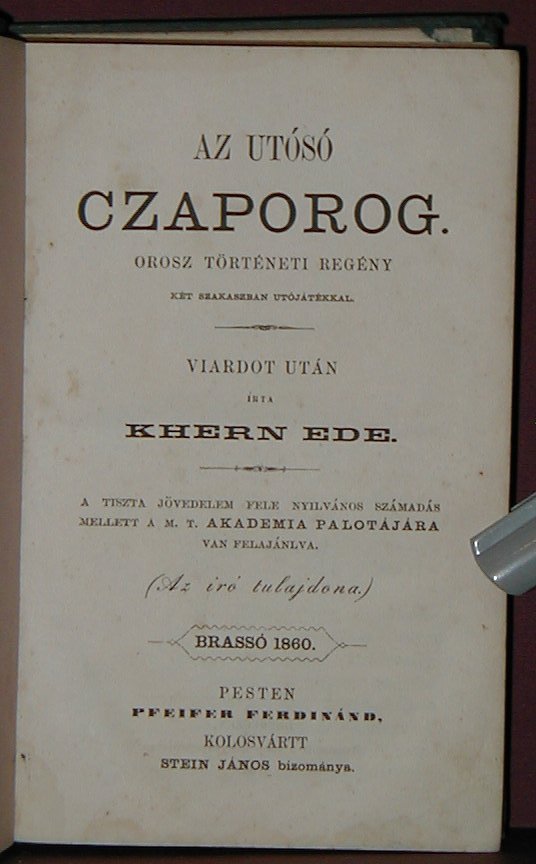 AZ UTÓSÓ
CZAPOROG.
OROSZ TÖRTÉNETI REGÉNY
KÉT SZAKASZBAN UTÓJÁTÉKKAL.
VIARDOT UTÁN
ÍRTA
KHERN EDE.
A TISZTA JÖVEDELEM FELE NYILVÁNOS SZÁMADÁS
MELLETT A M. T. AKADEMIA PALOTÁJÁRA
VAN FELAJÁNLVA.
(Az iró tulajdona.)
BRASSÓ 1860.
PESTEN
PFEIFER FERDINÁND,
KOLOSVÁRTT
STEIN JÁNOS bizománya.